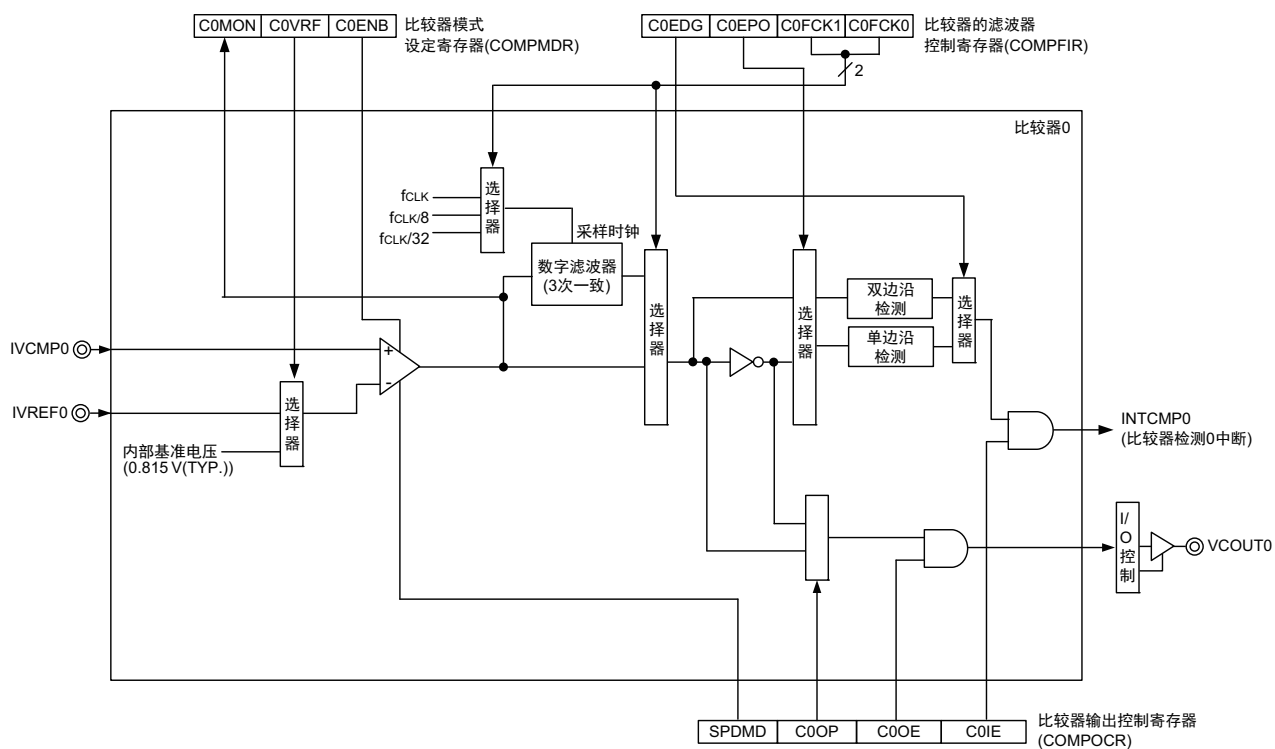 C0MON C0VRF C0ENB
比较器模式
设定寄存器(COMPMDR)
C0EDG C0EPO C0FCK1 C0FCK0
比较器的滤波器
控制寄存器(COMPFIR)
2
比较器0
选择器
fCLK
fCLK/8
fCLK/32
采样时钟
数字滤波器
(3次一致)
选择器
选择器
双边沿
检测
单边沿
检测
选择器
IVCMP0
+
-
IVREF0
选择器
内部基准电压
(0.815 V(TYP.))
INTCMP0
(比较器检测0中断)
I/O控制
VCOUT0
SPDMD C0OP C0OE C0IE
比较器输出控制寄存器
(COMPOCR)